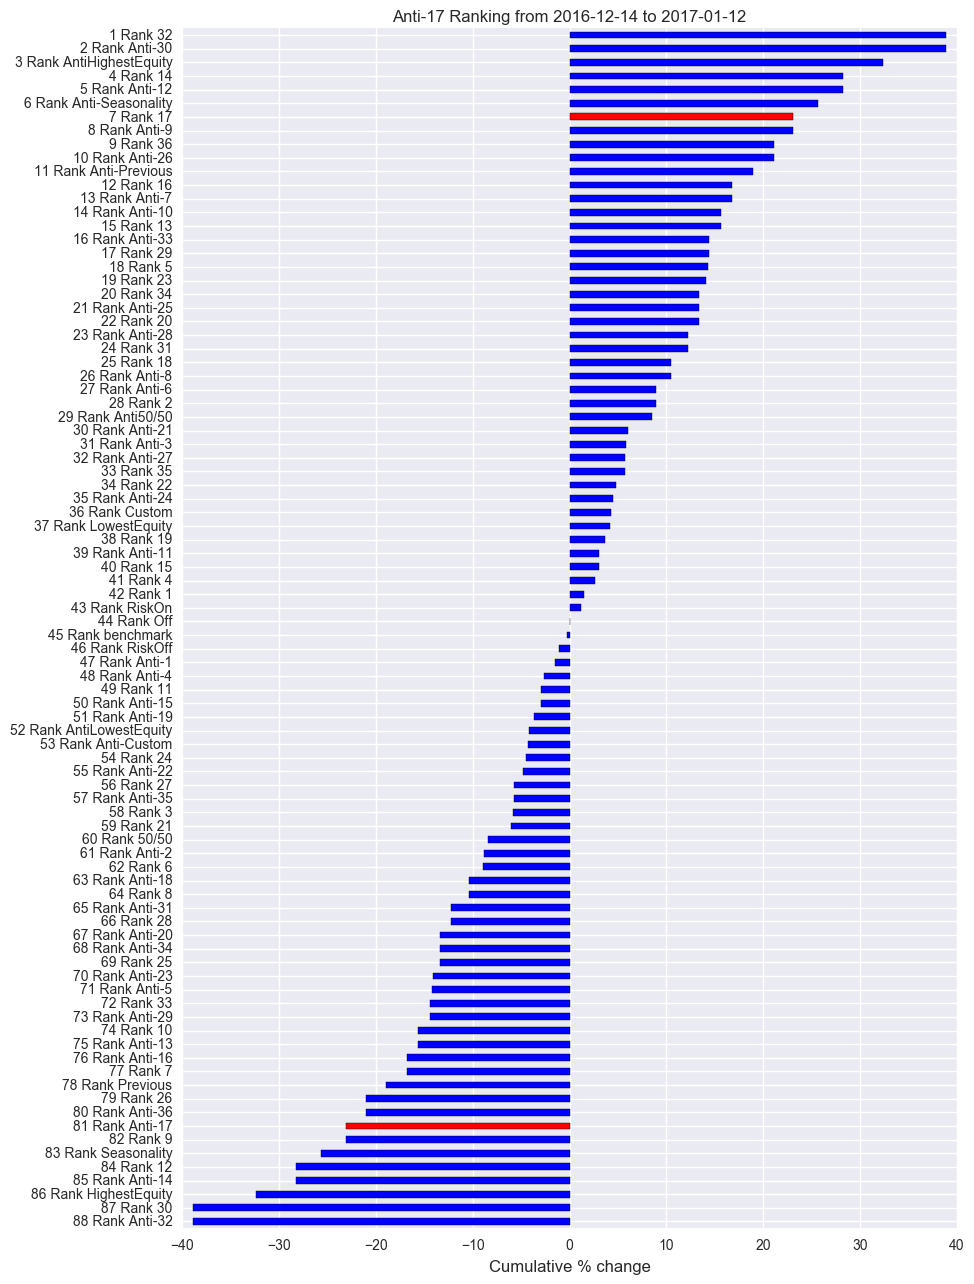 Anti-17 Ranking from 2016-12-14 to 2017-01-12
1 Rank 32
2 Rank Anti-30
3 Rank AntiHighestEquity
4 Rank 14
5 Rank Anti-12
6 Rank Anti-Seasonality
7 Rank 17
8 Rank Anti-9
9 Rank 36
10 Rank Anti-26
11 Rank Anti-Previous
12 Rank 16
13 Rank Anti-7
14 Rank Anti-10
15 Rank 13
16 Rank Anti-33
17 Rank 29
18 Rank 5
19 Rank 23
20 Rank 34
21 Rank Anti-25
22 Rank 20
23 Rank Anti-28
24 Rank 31
25 Rank 18
26 Rank Anti-8
27 Rank Anti-6
28 Rank 2
29 Rank Anti50/50
30 Rank Anti-21
31 Rank Anti-3
32 Rank Anti-27
33 Rank 35
34 Rank 22
35 Rank Anti-24
36 Rank Custom
37 Rank LowestEquity
38 Rank 19
39 Rank Anti-11
40 Rank 15
41 Rank 4
42 Rank 1
43 Rank RiskOn
44 Rank Off
45 Rank benchmark
46 Rank RiskOff
47 Rank Anti-1
48 Rank Anti-4
49 Rank 11
50 Rank Anti-15
51 Rank Anti-19
52 Rank AntiLowestEquity
53 Rank Anti-Custom
54 Rank 24
55 Rank Anti-22
56 Rank 27
57 Rank Anti-35
58 Rank 3
59 Rank 21
60 Rank 50/50
61 Rank Anti-2
62 Rank 6
63 Rank Anti-18
64 Rank 8
65 Rank Anti-31
66 Rank 28
67 Rank Anti-20
68 Rank Anti-34
69 Rank 25
70 Rank Anti-23
71 Rank Anti-5
72 Rank 33
73 Rank Anti-29
74 Rank 10
75 Rank Anti-13
76 Rank Anti-16
77 Rank 7
78 Rank Previous
79 Rank 26
80 Rank Anti-36
81 Rank Anti-17
82 Rank 9
83 Rank Seasonality
84 Rank 12
85 Rank Anti-14
86 Rank HighestEquity
87 Rank 30
88 Rank Anti-32
−40 −30 −20 −10 0 10 20 30 40
Cumulative % change